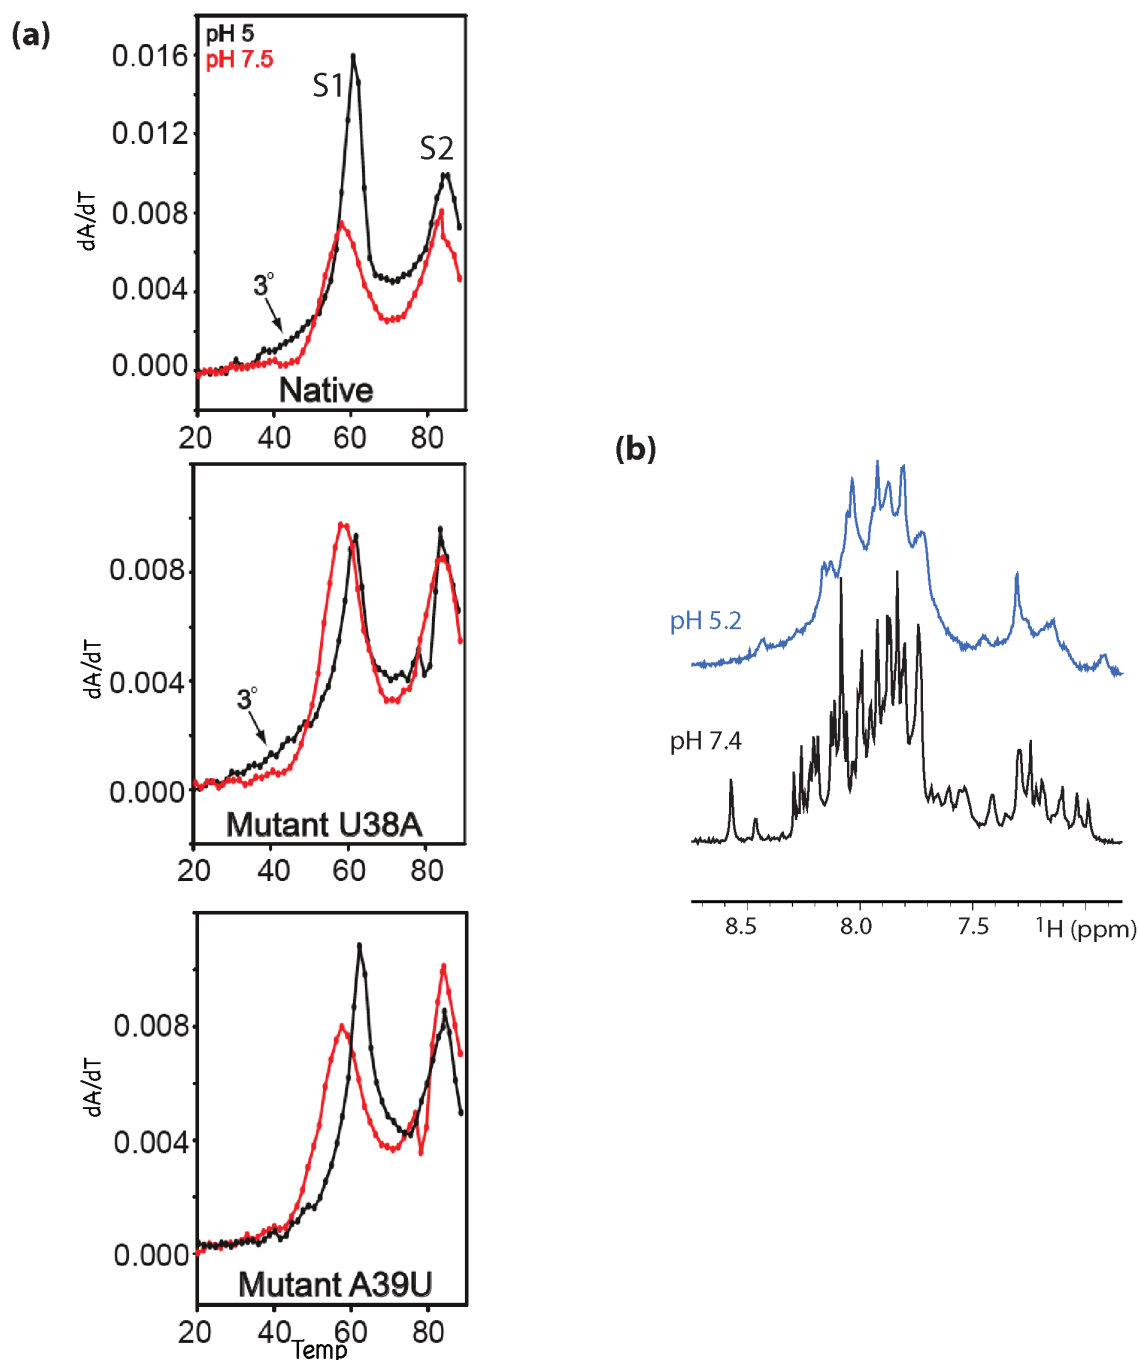 (a)
pH 5
pH 7.5
S1
S2
3°
Native
dA/dT
0.016
0.012
0.008
0.004
0.000
20 40 60 80
3°
Mutant U38A
dA/dT
0.008
0.004
0.000
20 40 60 80
Mutant A39U
dA/dT
0.008
0.004
0.000
20 40 60 80
Temp
(b)
pH 5.2
pH 7.4
8.5 8.0 7.5 ¹H (ppm)